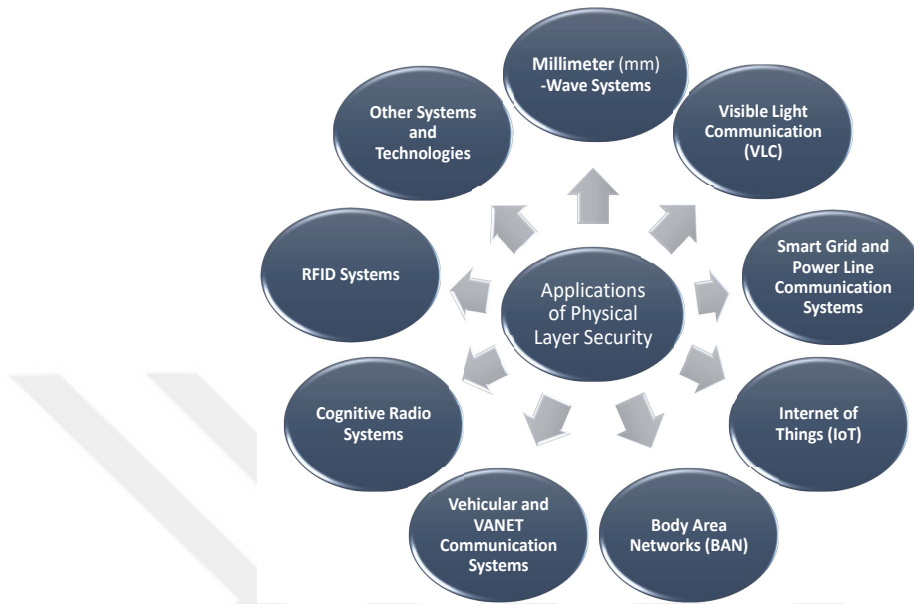 Millimeter (mm)
-Wave Systems
Visible Light
Communication
(VLC)
Smart Grid and
Power Line
Communication
Systems
Internet of
Things (IoT)
Body Area
Networks (BAN)
Vehicular and
VANET
Communication
Systems
Cognitive Radio
Systems
RFID Systems
Other Systems
and
Technologies
Applications
of Physical
Layer Security